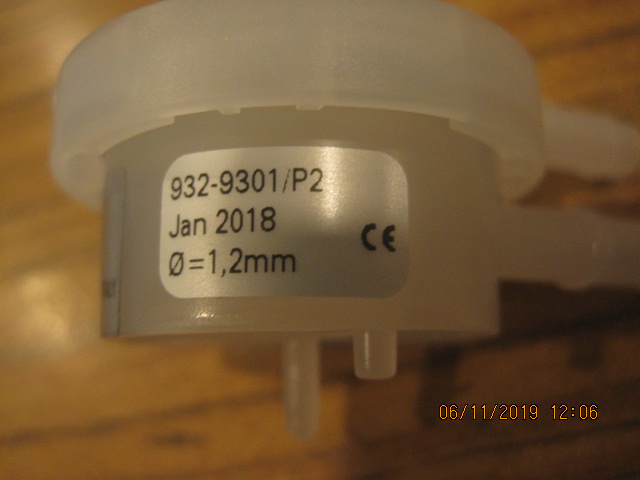 932-9301/P2
Jan 2018
Ø=1,2mm
CE
06/11/2019 12:06